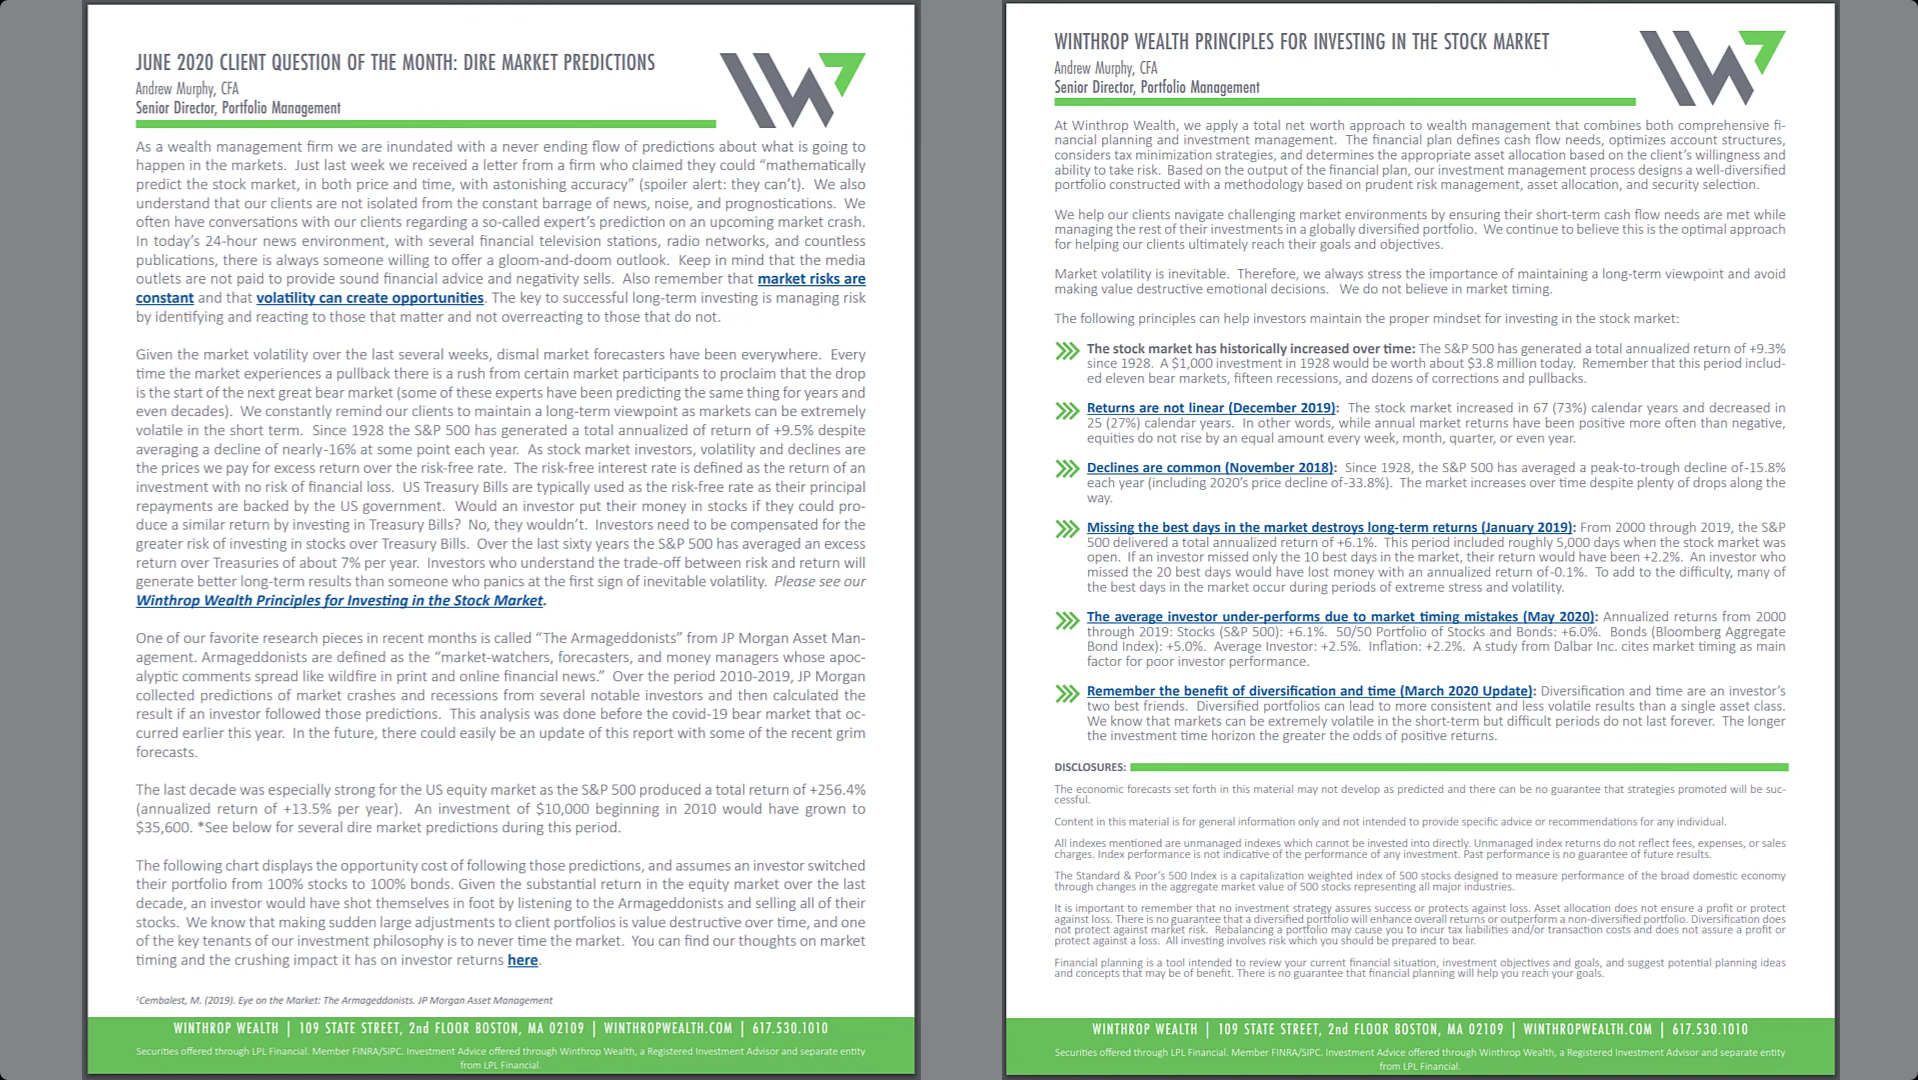 JUNE 2020 CLIENT QUESTION OF THE MONTH: DIRE MARKET PREDICTIONS
Andrew Murphy, CFA
Senior Director, Portfolio Management
As a wealth management firm we are inundated with a never ending flow of predictions about what is going to
happen in the markets. Just last week we received a letter from a firm who claimed they could “mathematically
predict the stock market, in both price and time, with astonishing accuracy” (spoiler alert: they can’t). We also
understand that our clients are not isolated from the constant barrage of news, noise, and prognostications. We
often have conversations with our clients regarding a so-called expert’s prediction on an upcoming market crash.
In today’s 24-hour news environment, with several financial television stations, radio networks, and countless
publications, there is always someone willing to offer a gloom-and-doom outlook. Keep in mind that the media
outlets are not paid to provide sound financial advice and negativity sells. Also remember that market risks are
constant and that volatility can create opportunities. The key to successful long-term investing is managing risk
by identifying and reacting to those that matter and not overreacting to those that do not.
Given the market volatility over the last several weeks, dismal market forecasters have been everywhere. Every
time the market experiences a pullback there is a rush from certain market participants to proclaim that the drop
is the start of the next great bear market (some of these experts have been predicting the same thing for years and
even decades). We constantly remind our clients to maintain a long-term viewpoint as markets can be extremely
volatile in the short term. Since 1928 the S&P 500 has generated a total annualized of return of +9.5% despite
averaging a decline of nearly-16% at some point each year. As stock market investors, volatility and declines are
the prices we pay for excess return over the risk-free rate. The risk-free interest rate is defined as the return of an
investment with no risk of financial loss. US Treasury Bills are typically used as the risk-free rate as their principal
repayments are backed by the US government. Would an investor put their money in stocks if they could pro-
duce a similar return by investing in Treasury Bills? No, they wouldn’t. Investors need to be compensated for the
greater risk of investing in stocks over Treasury Bills. Over the last sixty years the S&P 500 has averaged an excess
return over Treasuries of about 7% per year. Investors who understand the trade-off between risk and return will
generate better long-term results than someone who panics at the first sign of inevitable volatility. Please see our
Winthrop Wealth Principles for Investing in the Stock Market.
One of our favorite research pieces in recent months is called “The Armageddonists” from JP Morgan Asset Man-
agement. Armageddonists are defined as the “market-watchers, forecasters, and money managers whose apoc-
alyptic comments spread like wildfire in print and online financial news.” Over the period 2010-2019, JP Morgan
collected predictions of market crashes and recessions from several notable investors and then calculated the
result if an investor followed those predictions. This analysis was done before the covid-19 bear market that oc-
curred earlier this year. In the future, there could easily be an update of this report with some of the recent grim
forecasts.
The last decade was especially strong for the US equity market as the S&P 500 produced a total return of +256.4%
(annualized return of +13.5% per year). An investment of $10,000 beginning in 2010 would have grown to
$35,600. *See below for several dire market predictions during this period.
The following chart displays the opportunity cost of following those predictions, and assumes an investor switched
their portfolio from 100% stocks to 100% bonds. Given the substantial return in the equity market over the last
decade, an investor would have shot themselves in foot by listening to the Armageddonists and selling all of their
stocks. We know that making sudden large adjustments to client portfolios is value destructive over time, and one
of the key tenants of our investment philosophy is to never time the market. You can find our thoughts on market
timing and the crushing impact it has on investor returns here.
1Cembalest, M. (2019). Eye on the Market: The Armageddonists. JP Morgan Asset Management
WINTHROP WEALTH | 109 STATE STREET, 2nd FLOOR BOSTON, MA 02109 | WINTHROPWEALTH.COM | 617.530.1010
Securities offered through LPL Financial. Member FINRA/SIPC. Investment Advice offered through Winthrop Wealth, a Registered Investment Advisor and separate entity
from LPL Financial.
WINTHROP WEALTH PRINCIPLES FOR INVESTING IN THE STOCK MARKET
Andrew Murphy, CFA
Senior Director, Portfolio Management
At Winthrop Wealth, we apply a total net worth approach to wealth management that combines both comprehensive fi-
nancial planning and investment management. The financial plan defines cash flow needs, optimizes account structures,
considers tax minimization strategies, and determines the appropriate asset allocation based on the client’s willingness and
ability to take risk. Based on the output of the financial plan, our investment management process designs a well-diversified
portfolio constructed with a methodology based on prudent risk management, asset allocation, and security selection.
We help our clients navigate challenging market environments by ensuring their short-term cash flow needs are met while
managing the rest of their investments in a globally diversified portfolio. We continue to believe this is the optimal approach
for helping our clients ultimately reach their goals and objectives.
Market volatility is inevitable. Therefore, we always stress the importance of maintaining a long-term viewpoint and avoid
making value destructive emotional decisions. We do not believe in market timing.
The following principles can help investors maintain the proper mindset for investing in the stock market:
The stock market has historically increased over time: The S&P 500 has generated a total annualized return of +9.3%
since 1928. A $1,000 investment in 1928 would be worth about $3.8 million today. Remember that this period includ-
ed eleven bear markets, fifteen recessions, and dozens of corrections and pullbacks.
Returns are not linear (December 2019): The stock market increased in 67 (73%) calendar years and decreased in
25 (27%) calendar years. In other words, while annual market returns have been positive more often than negative,
equities do not rise by an equal amount every week, month, quarter, or even year.
Declines are common (November 2018): Since 1928, the S&P 500 has averaged a peak-to-trough decline of-15.8%
each year (including 2020’s price decline of-33.8%). The market increases over time despite plenty of drops along the
way.
Missing the best days in the market destroys long-term returns (January 2019): From 2000 through 2019, the S&P
500 delivered a total annualized return of +6.1%. This period included roughly 5,000 days when the stock market was
open. If an investor missed only the 10 best days in the market, their return would have been +2.2%. An investor who
missed the 20 best days would have lost money with an annualized return of-0.1%. To add to the difficulty, many of
the best days in the market occur during periods of extreme stress and volatility.
The average investor under-performs due to market timing mistakes (May 2020): Annualized returns from 2000
through 2019: Stocks (S&P 500): +6.1%. 50/50 Portfolio of Stocks and Bonds: +6.0%. Bonds (Bloomberg Aggregate
Bond Index): +5.0%. Average Investor: +2.5%. Inflation: +2.2%. A study from Dalbar Inc. cites market timing as main
factor for poor investor performance.
Remember the benefit of diversification and time (March 2020 Update): Diversification and time are an investor’s
two best friends. Diversified portfolios can lead to more consistent and less volatile results than a single asset class.
We know that markets can be extremely volatile in the short-term but difficult periods do not last forever. The longer
the investment time horizon the greater the odds of positive returns.
DISCLOSURES:
The economic forecasts set forth in this material may not develop as predicted and there can be no guarantee that strategies promoted will be suc-
cessful.
Content in this material is for general information only and not intended to provide specific advice or recommendations for any individual.
All indexes mentioned are unmanaged indexes which cannot be invested into directly. Unmanaged index returns do not reflect fees, expenses, or sales
charges. Index performance is not indicative of the performance of any investment. Past performance is no guarantee of future results.
The Standard & Poor’s 500 Index is a capitalization weighted index of 500 stocks designed to measure performance of the broad domestic economy
through changes in the aggregate market value of 500 stocks representing all major industries.
It is important to remember that no investment strategy assures success or protects against loss. Asset allocation does not ensure a profit or protect
against loss. There is no guarantee that a diversified portfolio will enhance overall returns or outperform a non-diversified portfolio. Diversification does
not protect against market risk. Rebalancing a portfolio may cause you to incur tax liabilities and/or transaction costs and does not assure a profit or
protect against a loss. All investing involves risk which you should be prepared to bear.
Financial planning is a tool intended to review your current financial situation, investment objectives and goals, and suggest potential planning ideas
and concepts that may be of benefit. There is no guarantee that financial planning will help you reach your goals.
WINTHROP WEALTH | 109 STATE STREET, 2nd FLOOR BOSTON, MA 02109 | WINTHROPWEALTH.COM | 617.530.1010
Securities offered through LPL Financial. Member FINRA/SIPC. Investment Advice offered through Winthrop Wealth, a Registered Investment Advisor and separate entity
from LPL Financial.